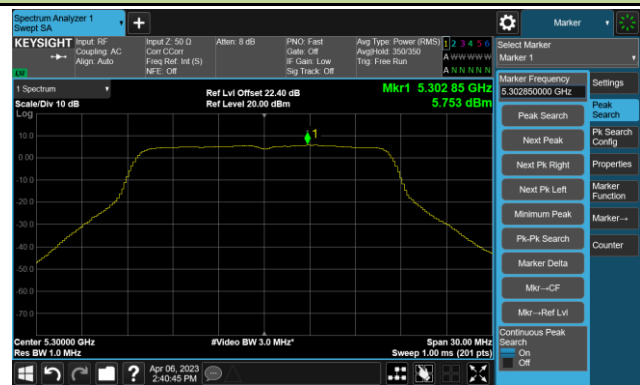 Spectrum Analyzer 1
Swept SA
+
Marker
KEYSIGHT
Input: RF
Coupling: AC
Align: Auto
Input Z: 50 Ω
Corr CCorr
Freq Ref: Int (S)
NFE: Off
Atten: 8 dB
PNO: Fast
Gate: Off
IF Gain: Low
Sig Track: Off
Avg Type: Power (RMS)
Avg|Hold: 350/350
Trig: Free Run
1 2 3 4 5 6
A W W W W W
A N N N N N
Select Marker
Marker 1
LW
1 Spectrum
Scale/Div 10 dB
Log
Ref Lvl Offset 22.40 dB
Ref Level 20.00 dBm
Mkr1 5.302 85 GHz
5.753 dBm
1
10.0
0.00
-10.0
-20.0
-30.0
-40.0
-50.0
-60.0
-70.0
Center 5.30000 GHz
Res BW 1.0 MHz
#Video BW 3.0 MHz*
Span 30.00 MHz
Sweep 1.00 ms (201 pts)
Marker Frequency
5.302850000 GHz
Peak Search
Next Peak
Next Pk Right
Next Pk Left
Minimum Peak
Pk-Pk Search
Marker Delta
Mkr→CF
Mkr→Ref Lvl
Continuous Peak
Search
On
Off
Settings
Peak
Search
Pk Search
Config
Properties
Marker
Function
Marker→
Counter
?
Apr 06, 2023
2:40:45 PM